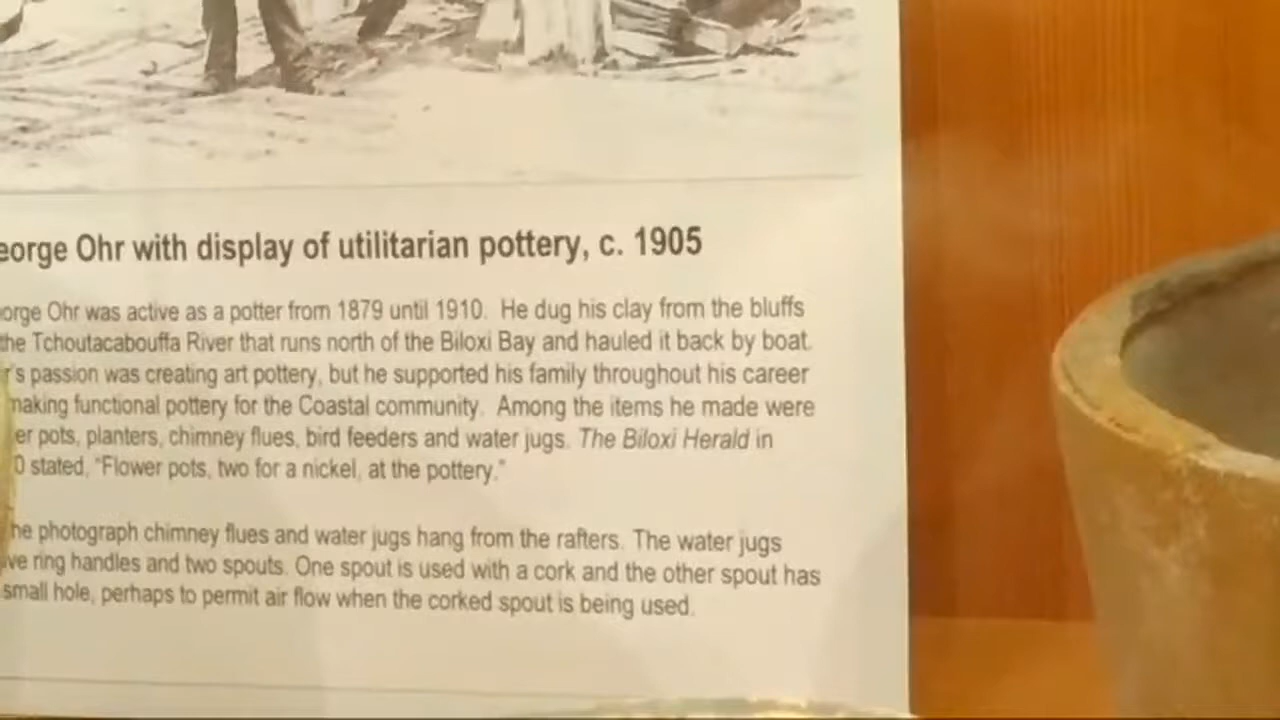 eorge Ohr with display of utilitarian pottery, c. 1905
orge Ohr was active as a potter from 1879 until 1910. He dug his clay from the bluffs
the Tchoutacabouffa River that runs north of the Biloxi Bay and hauled it back by boat.
r's passion was creating art pottery, but he supported his family throughout his career
making functional pottery for the Coastal community. Among the items he made were
er pots, planters, chimney flues, bird feeders and water jugs. The Biloxi Herald in
0 stated, "Flower pots, two for a nickel, at the pottery."
he photograph chimney flues and water jugs hang from the rafters. The water jugs
ve ring handles and two spouts. One spout is used with a cork and the other spout has
small hole, perhaps to permit air flow when the corked spout is being used.